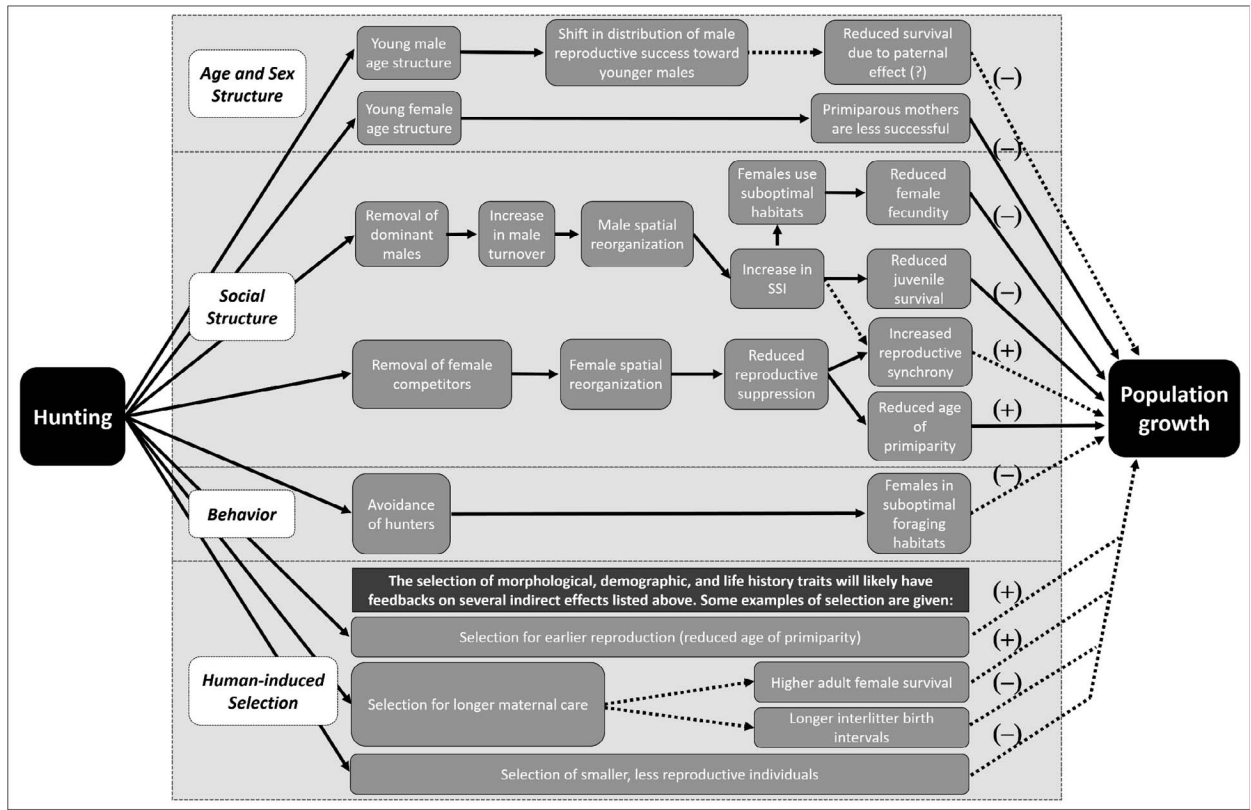 Hunting
Age and Sex
Structure
Young male
age structure
Shift in distribution of male
reproductive success toward
younger males
Reduced survival
due to paternal
effect (?)
(−)
Young female
age structure
Primiparous mothers
are less successful
(−)
Social
Structure
Removal of
dominant
males
Increase
in male
turnover
Male spatial
reorganization
Increase in
SSI
Females use
suboptimal
habitats
Reduced
female
fecundity
(−)
Reduced
juvenile
survival
(−)
Removal of female
competitors
Female spatial
reorganization
Reduced
reproductive
suppression
Increased
reproductive
synchrony
(+)
Reduced age
of
primiparity
(+)
Behavior
Avoidance
of hunters
Females in
suboptimal
foraging
habitats
(−)
Human-induced
Selection
The selection of morphological, demographic, and life history traits will likely have
feedbacks on several indirect effects listed above. Some examples of selection are given:
Selection for earlier reproduction (reduced age of primiparity)
(+)
Selection for longer maternal care
Higher adult female survival
(+)
Longer interlitter birth
intervals
(−)
Selection of smaller, less reproductive individuals
(−)
Population
growth